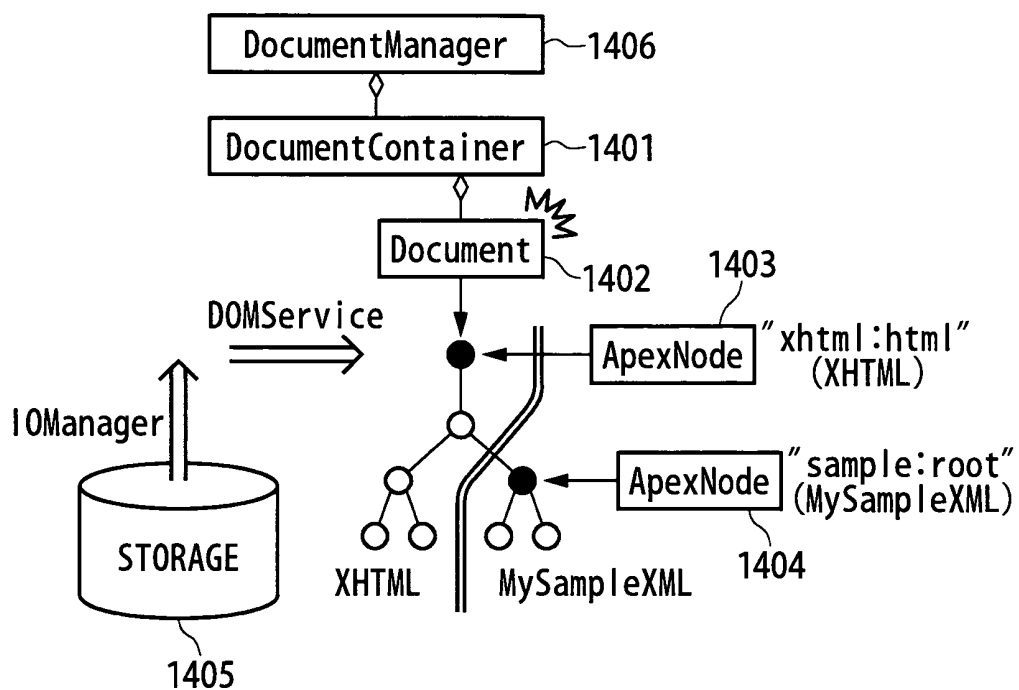 DocumentManager
1406
DocumentContainer
1401
Document
1402
1403
DOMService
ApexNode
"xhtml:html"
(XHTML)
IOManager
ApexNode
"sample:root"
(MySampleXML)
STORAGE
XHTML
MySampleXML
1404
1405